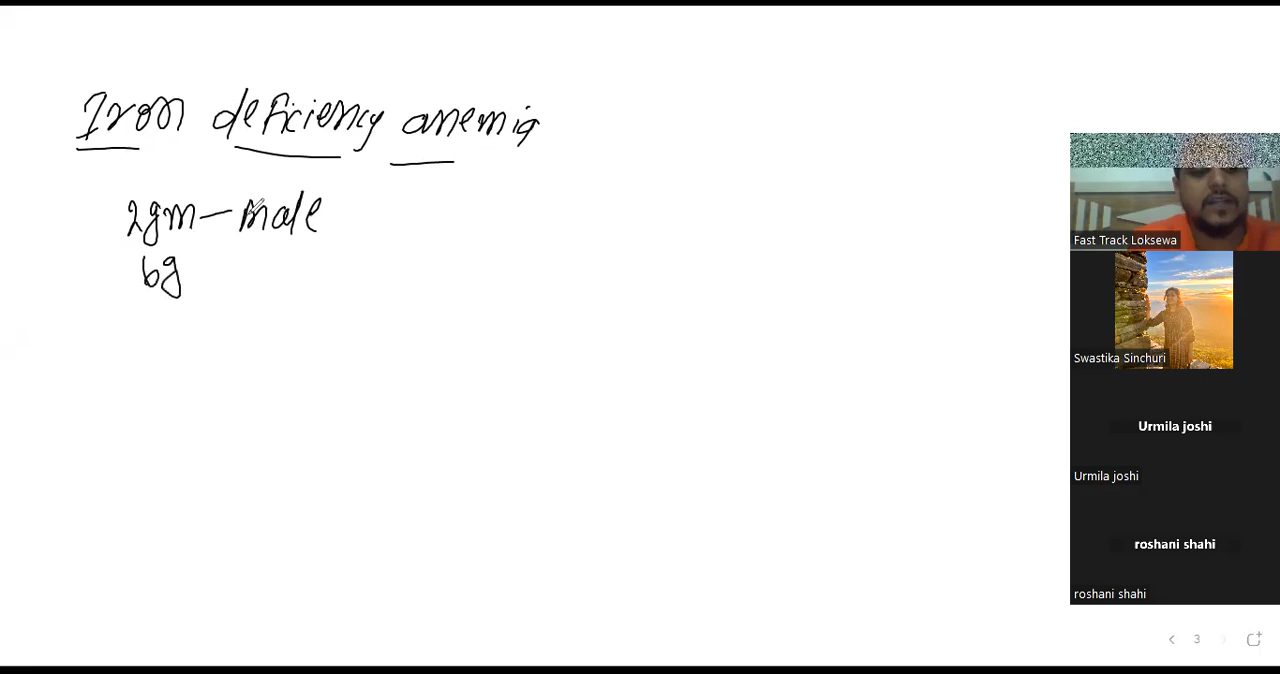 Iron deficiency anemia
2gm — male
6g
Fast Track Loksewa
Swastika Sinchuri
Urmila joshi
Urmila joshi
roshani shahi
roshani shahi
3